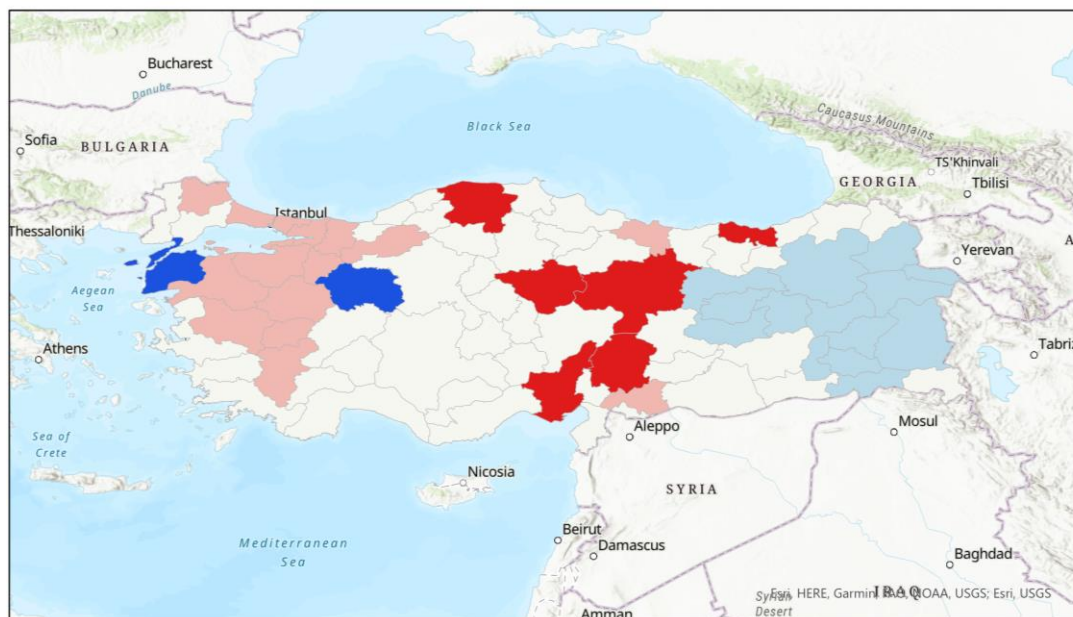 Bucharest
Danube
Caucasus Mountains
Black Sea
Sofia
BULGARIA
TS'Khinvali
GEORGIA
Tbilisi
Istanbul
Thessaloniki
A
Yerevan
Aegean
Sea
Athens
Tabriz
Sea of
Crete
Aleppo
Mosul
Nicosia
SYRIA
Mediterranean
Sea
Beirut
Damascus
Baghdad
IRAQ
Syrian
Desert
Esri, HERE, Garmin, FAO, NOAA, USGS; Esri, USGS
Amman